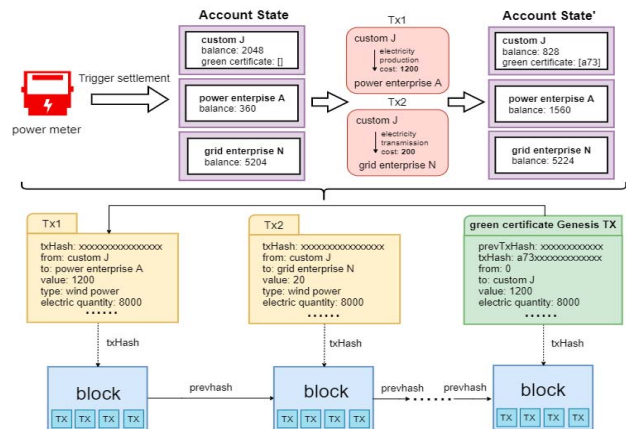 Account State
Tx1
Account State'
custom J
balance: 2048
green certificate: []
custom J
electricity
production
cost: 1200
power enterprise A
custom J
balance: 828
green certificate: [a73]
Trigger settlement
power meter
power enterpise A
balance: 360
Tx2
power enterprise A
balance: 1560
custom J
electricity
transmission
cost: 200
grid enterprise N
grid enterprise N
balance: 5204
grid enterprise N
balance: 5224
Tx1
txHash: xxxxxxxxxxxxxxxx
from: custom J
to: power enterprise A
value: 1200
type: wind power
electric quantity: 8000
......
Tx2
txHash: xxxxxxxxxxxxxxxx
from: custom J
to: grid enterprise N
value: 20
type: wind power
electric quantity: 8000
......
green certificate Genesis TX
prevTxHash: xxxxxxxxxxxx
txHash: a73xxxxxxxxxxxxx
from: 0
to: custom J
value: 1200
electric quantity: 8000
......
txHash
txHash
txHash
block
TX TX TX TX
prevhash
block
TX TX TX TX
prevhash ...... prevhash
block
TX TX TX TX